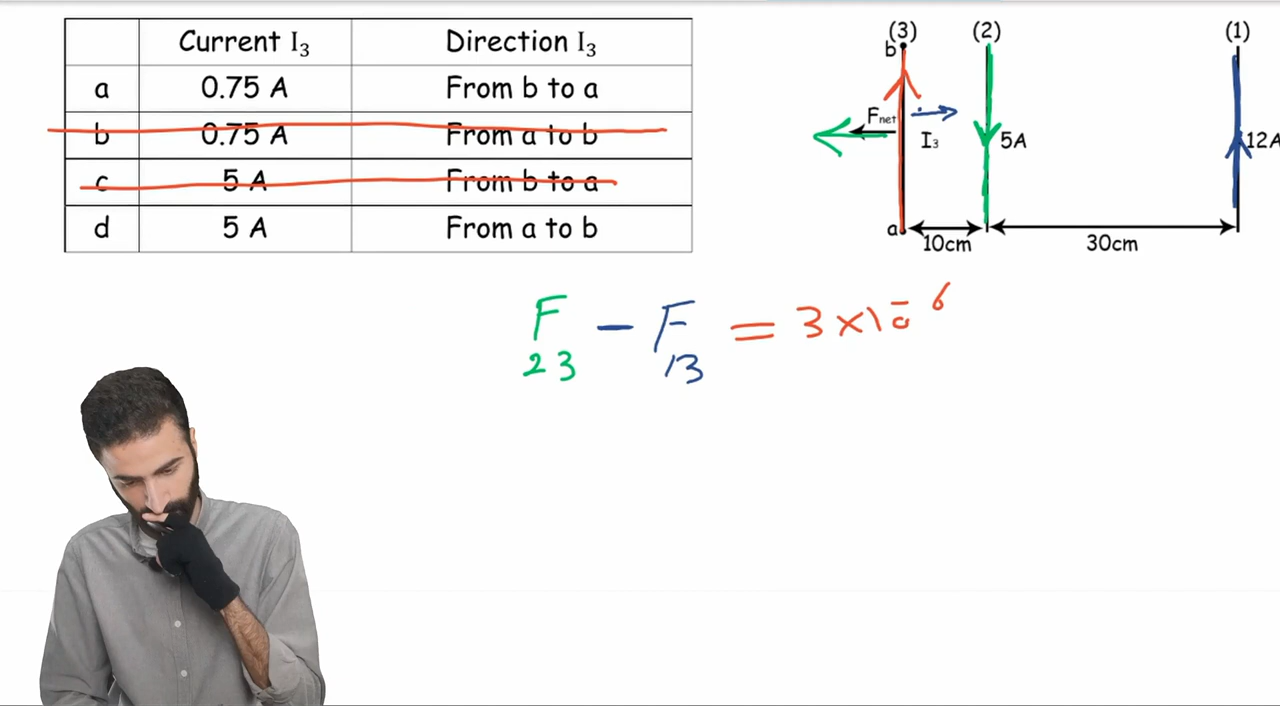 Current I₃ Direction I₃
a 0.75 A From b to a
b 0.75 A From a to b
c 5 A From b to a
d 5 A From a to b
(3) (2) (1)
b
Fnet I₃ 5A 12A
a 10cm 30cm
F₂₃ − F₁₃ = 3 × 10⁻⁶